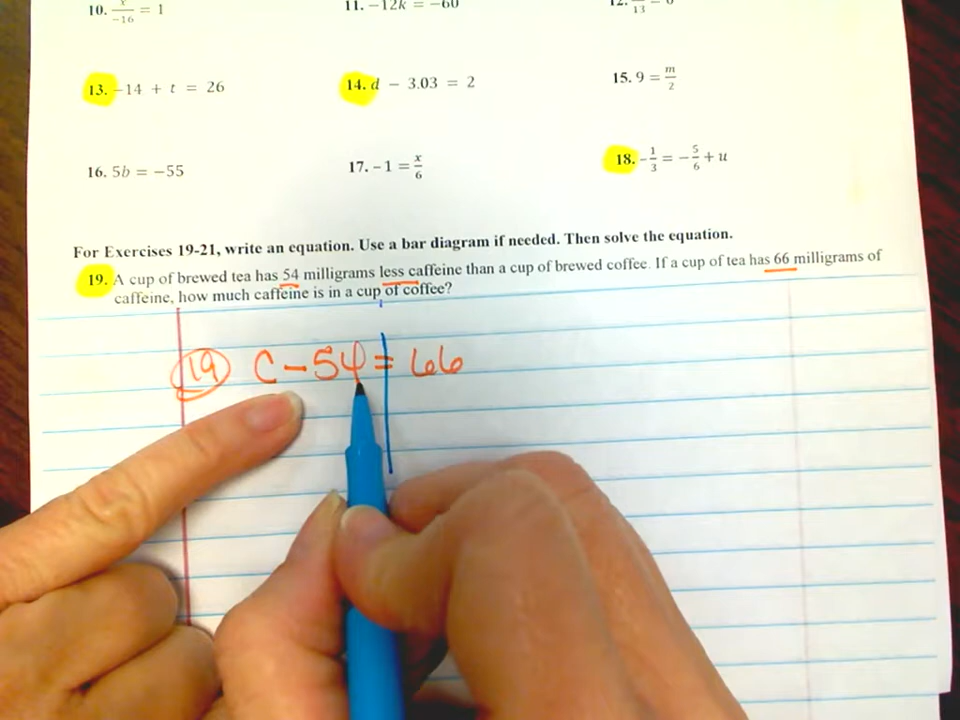 10. x/-16 = 1 11. -12k = -60 12. /13
13. -14 + t = 26 14. d - 3.03 = 2 15. 9 = m/2
16. 5b = -55 17. -1 = x/6 18. -1/3 = -5/6 + u
For Exercises 19-21, write an equation. Use a bar diagram if needed. Then solve the equation.
19. A cup of brewed tea has 54 milligrams less caffeine than a cup of brewed coffee. If a cup of tea has 66 milligrams of
caffeine, how much caffeine is in a cup of coffee?
19 C - 54 = 66